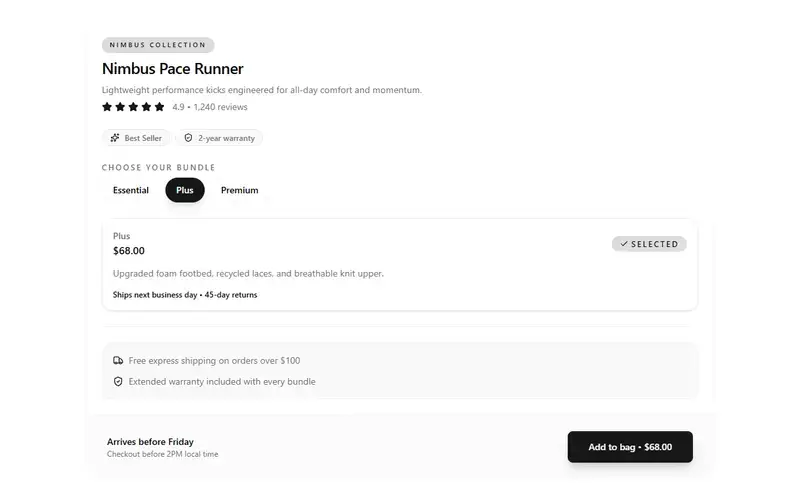 NIMBUS COLLECTION
Nimbus Pace Runner
Lightweight performance kicks engineered for all-day comfort and momentum.
4.9 • 1,240 reviews
Best Seller
2-year warranty
CHOOSE YOUR BUNDLE
Essential
Plus
Premium
Plus
$68.00
SELECTED
Upgraded foam footbed, recycled laces, and breathable knit upper.
Ships next business day • 45-day returns
Free express shipping on orders over $100
Extended warranty included with every bundle
Arrives before Friday
Checkout before 2PM local time
Add to bag • $68.00